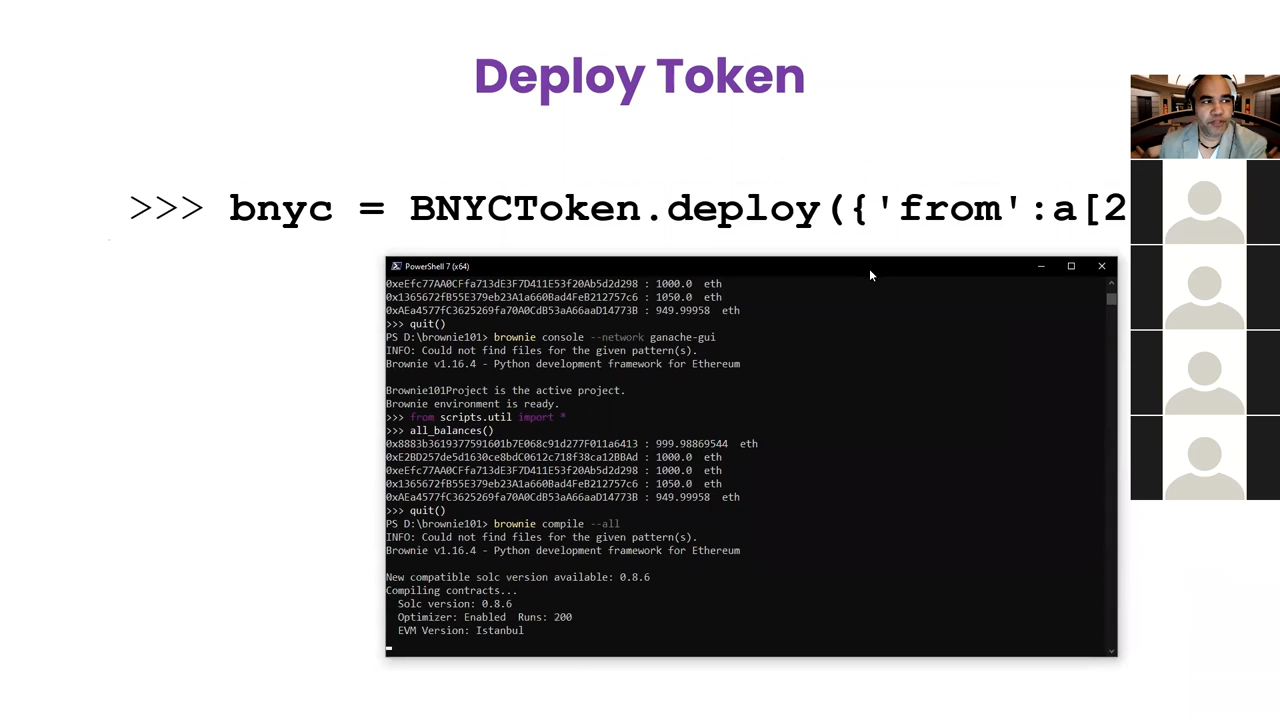 Deploy Token
>>> bnyc = BNYCToken.deploy({'from':a[2
PowerShell 7 (x64)
0xeEfc77AA0CFfa713dE3F7D411E53f20Ab5d2d298 : 1000.0  eth
0x1365672fB55E379eb23A1a660Bad4FeB212757c6 : 1050.0  eth
0xAEa4577fC3625269fa70A0CdB53aA66aaD14773B : 949.99958  eth
>>> quit()
PS D:\brownie101> brownie console --network ganache-gui
INFO: Could not find files for the given pattern(s).
Brownie v1.16.4 - Python development framework for Ethereum
Brownie101Project is the active project.
Brownie environment is ready.
>>> from scripts.util import *
>>> all_balances()
0x8883b3619377591601b7E068c91d277F011a6413 : 999.98869544  eth
0xE2BD257de5d1630ce8bdC0612c718f38ca12BBAd : 1000.0  eth
0xeEfc77AA0CFfa713dE3F7D411E53f20Ab5d2d298 : 1000.0  eth
0x1365672fB55E379eb23A1a660Bad4FeB212757c6 : 1050.0  eth
0xAEa4577fC3625269fa70A0CdB53aA66aaD14773B : 949.99958  eth
>>> quit()
PS D:\brownie101> brownie compile --all
INFO: Could not find files for the given pattern(s).
Brownie v1.16.4 - Python development framework for Ethereum
New compatible solc version available: 0.8.6
Compiling contracts...
Solc version: 0.8.6
Optimizer: Enabled  Runs: 200
EVM Version: Istanbul